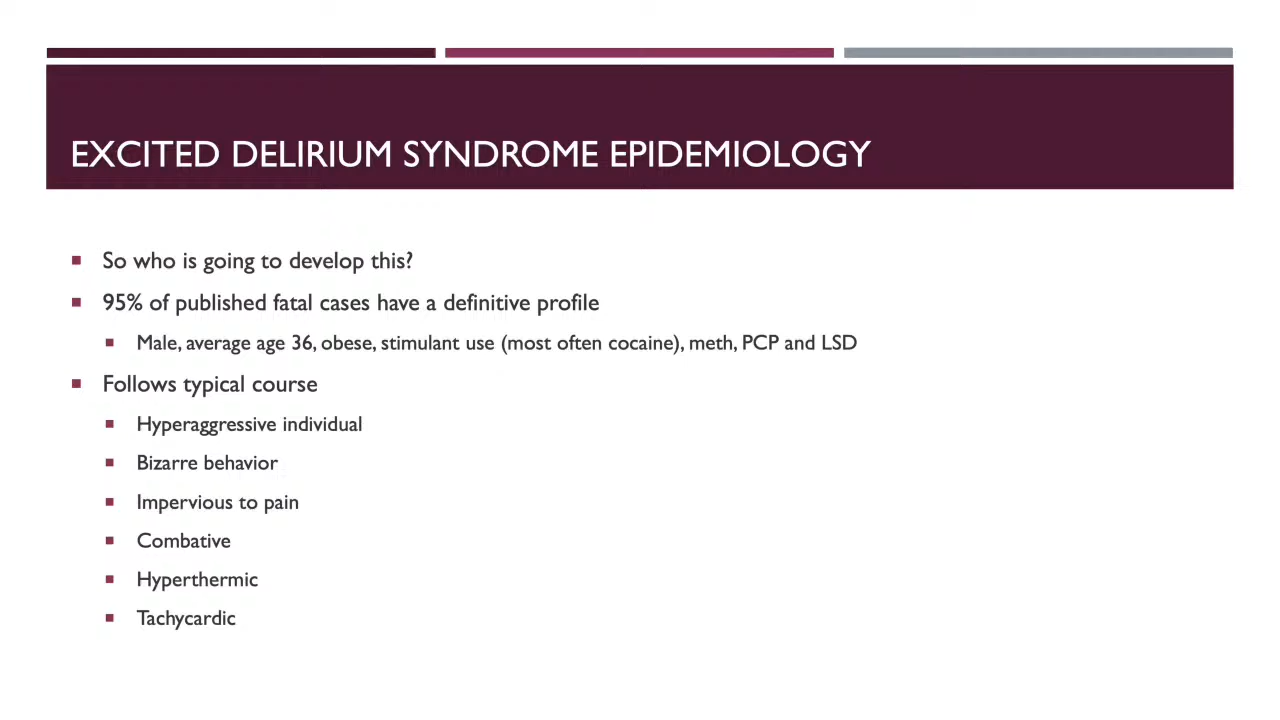 EXCITED DELIRIUM SYNDROME EPIDEMIOLOGY
So who is going to develop this?
95% of published fatal cases have a definitive profile
Male, average age 36, obese, stimulant use (most often cocaine), meth, PCP and LSD
Follows typical course
Hyperaggressive individual
Bizarre behavior
Impervious to pain
Combative
Hyperthermic
Tachycardic